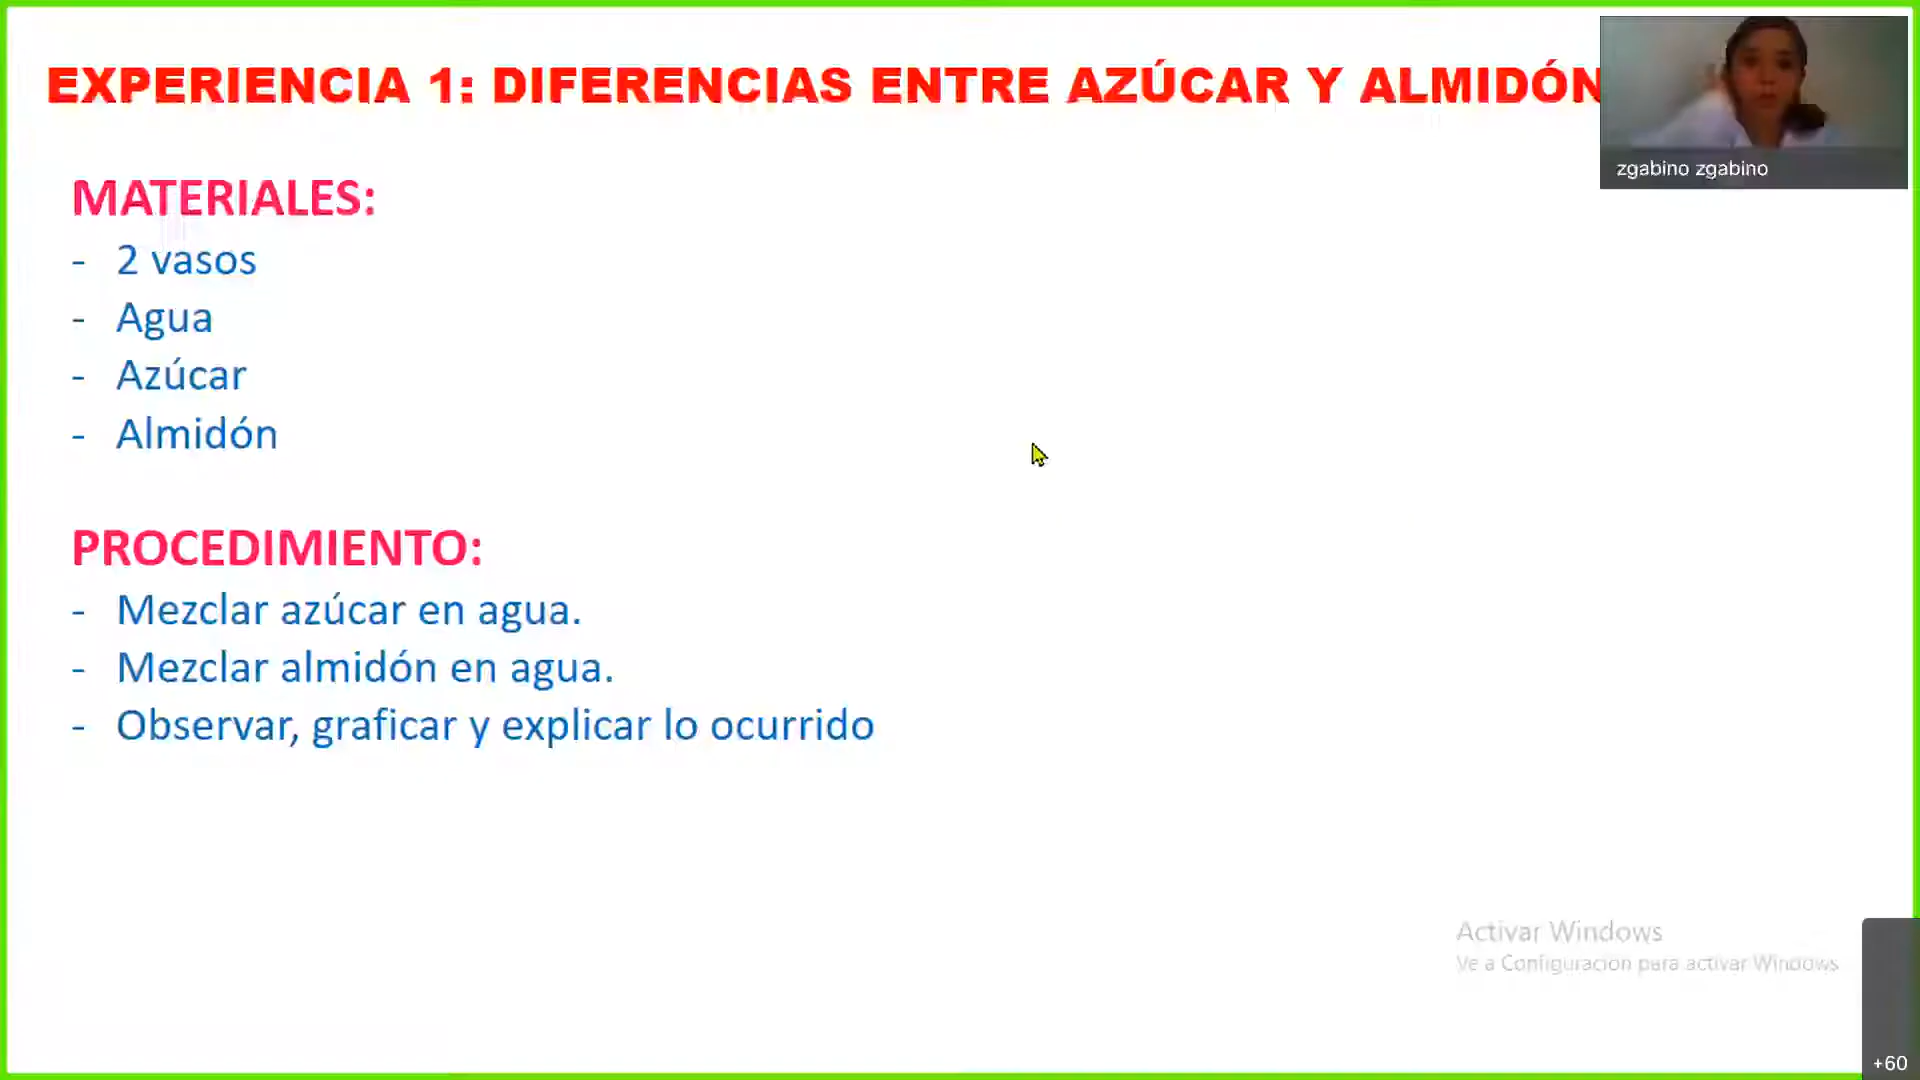 EXPERIENCIA 1: DIFERENCIAS ENTRE AZÚCAR Y ALMIDÓN
zgabino zgabino
MATERIALES:
- 2 vasos
- Agua
- Azúcar
- Almidón
PROCEDIMIENTO:
- Mezclar azúcar en agua.
- Mezclar almidón en agua.
- Observar, graficar y explicar lo ocurrido
Activar Windows
Ve a Configuración para activar Windows
+60